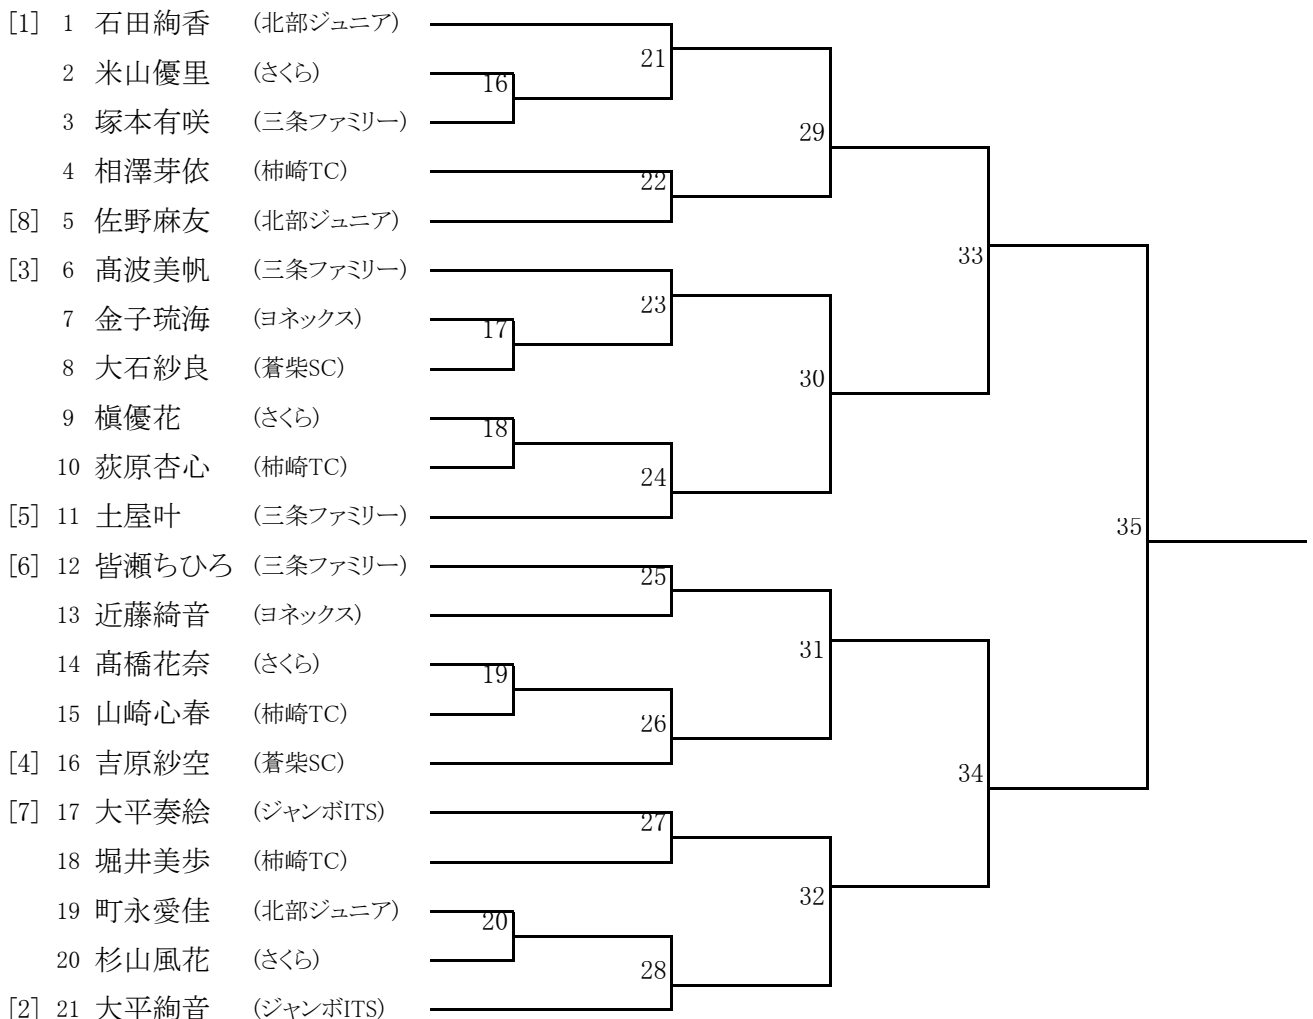 [1] 1 石田絢香 (北部ジュニア)
21
2 米山優里 (さくら)
16
3 塚本有咲 (三条ファミリー)
29
4 相澤芽依 (柿崎TC)
22
[8] 5 佐野麻友 (北部ジュニア)
33
[3] 6 髙波美帆 (三条ファミリー)
23
7 金子琉海 (ヨネックス)
17
8 大石紗良 (蒼柴SC)
30
9 槇優花 (さくら)
18
10 荻原杏心 (柿崎TC)
24
[5] 11 土屋叶 (三条ファミリー)
35
[6] 12 皆瀬ちひろ (三条ファミリー)
25
13 近藤綺音 (ヨネックス)
31
14 髙橋花奈 (さくら)
19
15 山崎心春 (柿崎TC)
26
[4] 16 吉原紗空 (蒼柴SC)
34
[7] 17 大平奏絵 (ジャンボITS)
27
18 堀井美歩 (柿崎TC)
32
19 町永愛佳 (北部ジュニア)
20
20 杉山風花 (さくら)
28
[2] 21 大平絢音 (ジャンボITS)